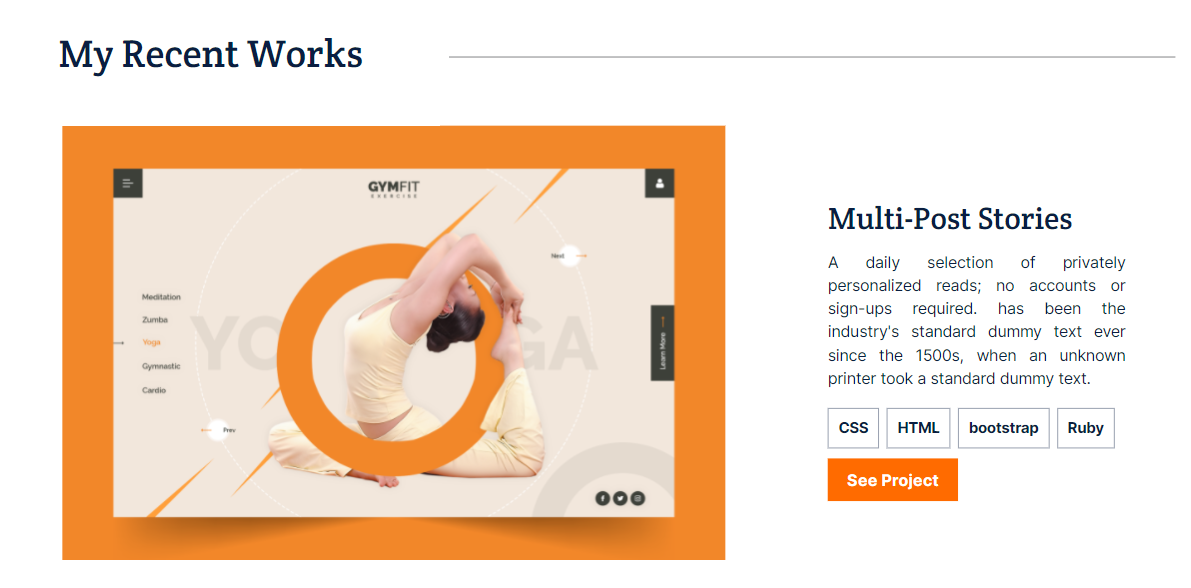 My Recent Works
GYMFIT
EXERCISE
Next
Meditation
Zumba
Yoga
Gymnastic
Cardio
YO GA
Learn More
Prev
Multi-Post Stories
A daily selection of privately
personalized reads; no accounts or
sign-ups required. has been the
industry's standard dummy text ever
since the 1500s, when an unknown
printer took a standard dummy text.
CSS HTML bootstrap Ruby
See Project